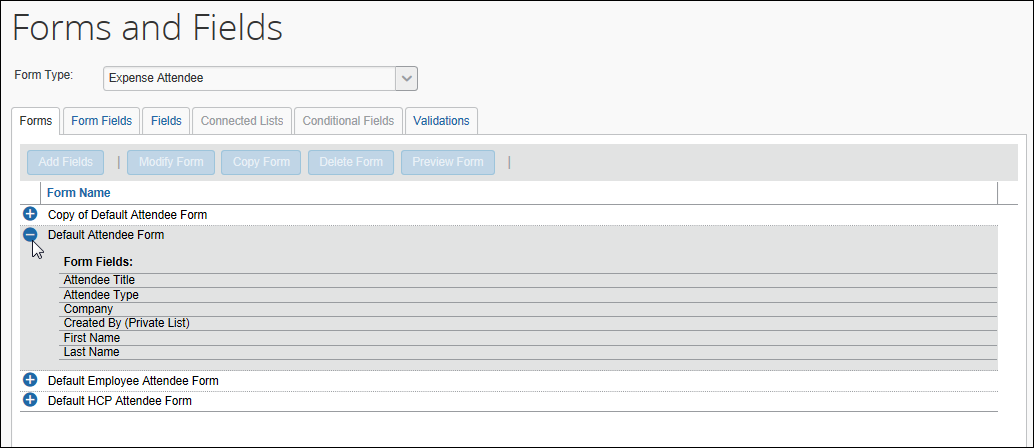 Forms and Fields
Form Type: Expense Attendee
Forms Form Fields Fields Connected Lists Conditional Fields Validations
Add Fields | Modify Form Copy Form Delete Form Preview Form |
Form Name
Copy of Default Attendee Form
Default Attendee Form
Form Fields:
Attendee Title
Attendee Type
Company
Created By (Private List)
First Name
Last Name
Default Employee Attendee Form
Default HCP Attendee Form